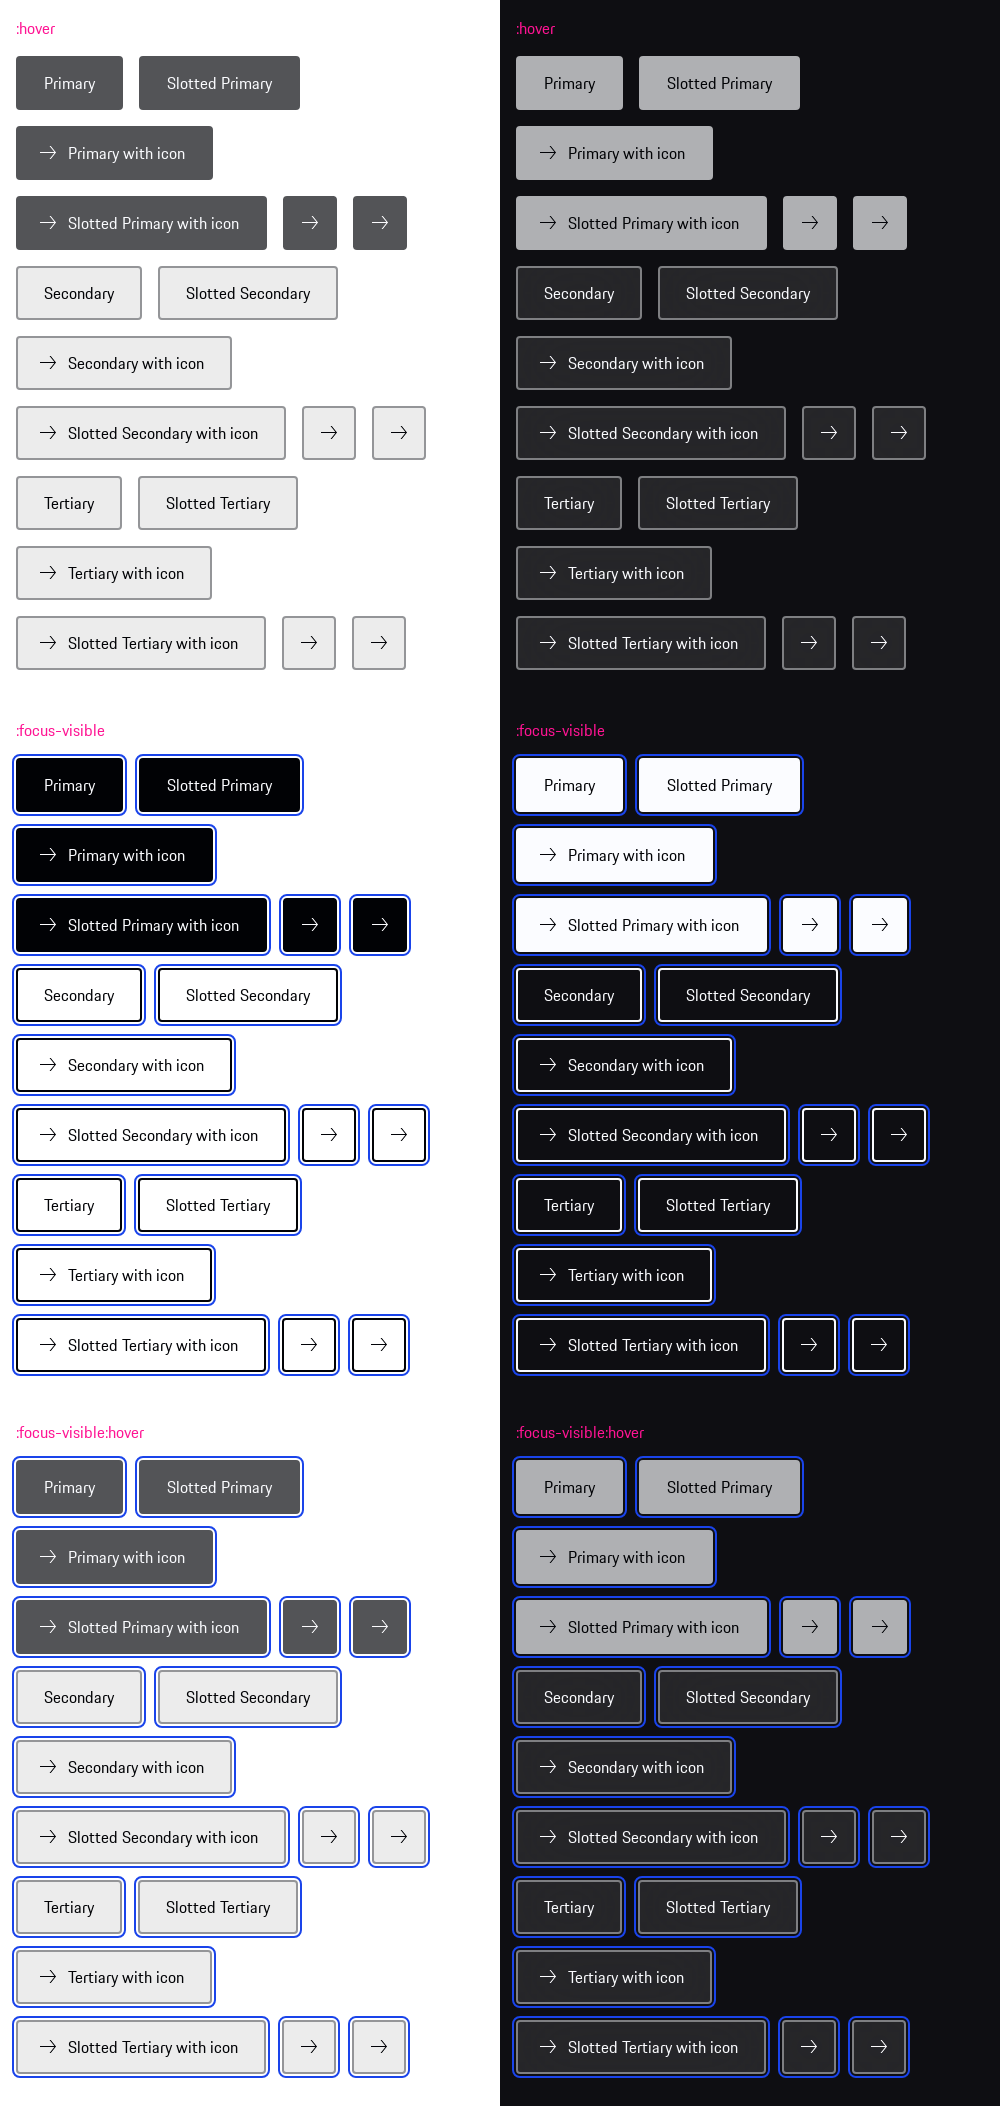 :hover
Primary
Slotted Primary
Primary with icon
Slotted Primary with icon
Secondary
Slotted Secondary
Secondary with icon
Slotted Secondary with icon
Tertiary
Slotted Tertiary
Tertiary with icon
Slotted Tertiary with icon
:focus-visible
Primary
Slotted Primary
Primary with icon
Slotted Primary with icon
Secondary
Slotted Secondary
Secondary with icon
Slotted Secondary with icon
Tertiary
Slotted Tertiary
Tertiary with icon
Slotted Tertiary with icon
:focus-visible:hover
Primary
Slotted Primary
Primary with icon
Slotted Primary with icon
Secondary
Slotted Secondary
Secondary with icon
Slotted Secondary with icon
Tertiary
Slotted Tertiary
Tertiary with icon
Slotted Tertiary with icon
:hover
Primary
Slotted Primary
Primary with icon
Slotted Primary with icon
Secondary
Slotted Secondary
Secondary with icon
Slotted Secondary with icon
Tertiary
Slotted Tertiary
Tertiary with icon
Slotted Tertiary with icon
:focus-visible
Primary
Slotted Primary
Primary with icon
Slotted Primary with icon
Secondary
Slotted Secondary
Secondary with icon
Slotted Secondary with icon
Tertiary
Slotted Tertiary
Tertiary with icon
Slotted Tertiary with icon
:focus-visible:hover
Primary
Slotted Primary
Primary with icon
Slotted Primary with icon
Secondary
Slotted Secondary
Secondary with icon
Slotted Secondary with icon
Tertiary
Slotted Tertiary
Tertiary with icon
Slotted Tertiary with icon